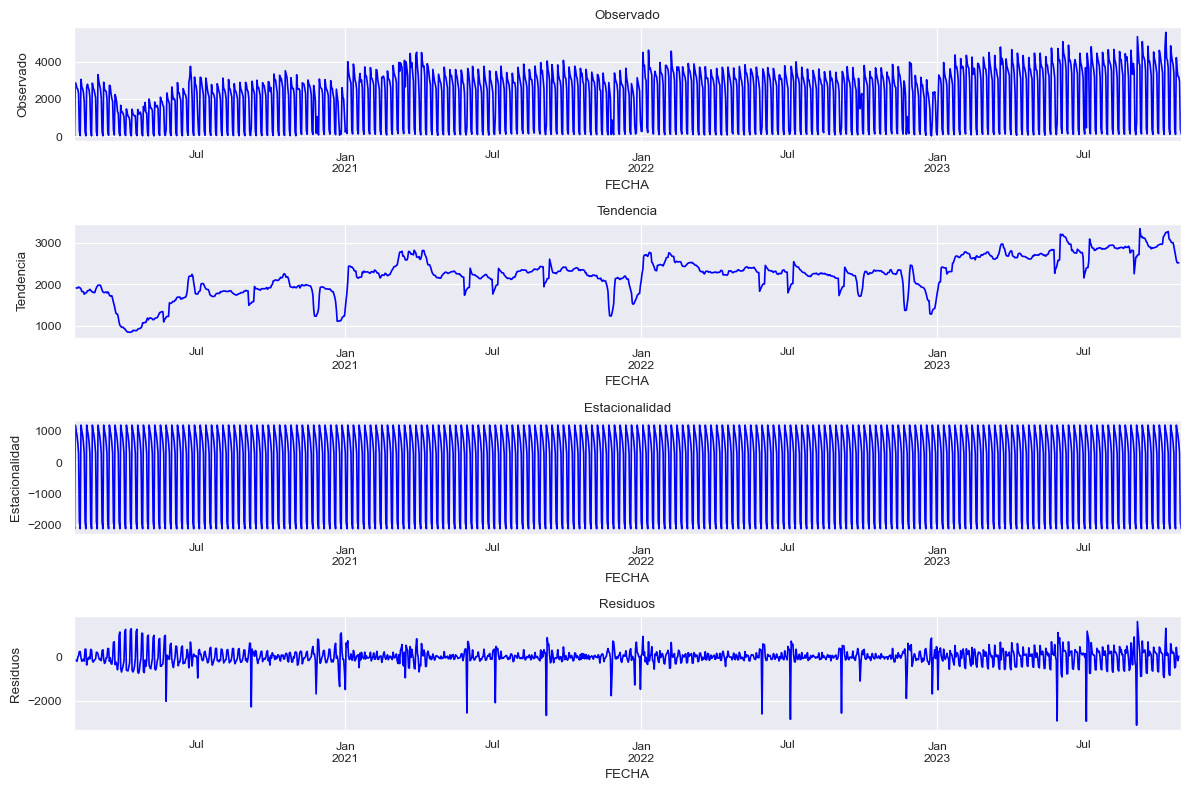 Observado
Observado
4000
2000
0
Jul
Jan
2021
Jul
Jan
2022
Jul
Jan
2023
Jul
FECHA
Tendencia
Tendencia
3000
2000
1000
Jul
Jan
2021
Jul
Jan
2022
Jul
Jan
2023
Jul
FECHA
Estacionalidad
Estacionalidad
1000
0
−1000
−2000
Jul
Jan
2021
Jul
Jan
2022
Jul
Jan
2023
Jul
FECHA
Residuos
Residuos
0
−2000
Jul
Jan
2021
Jul
Jan
2022
Jul
Jan
2023
Jul
FECHA